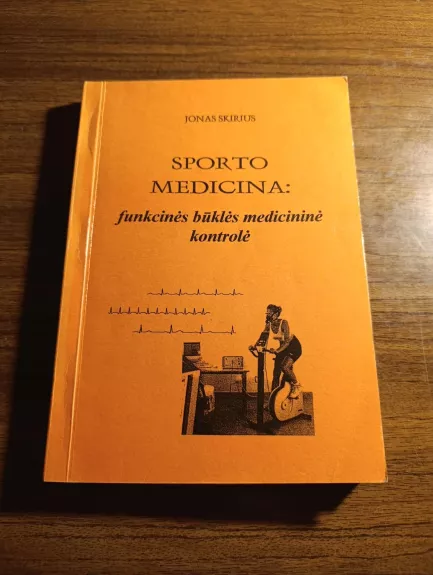 JONAS SKIRIUS
SPORTO
MEDICINA:
funkcinės būklės medicininė
kontrolė